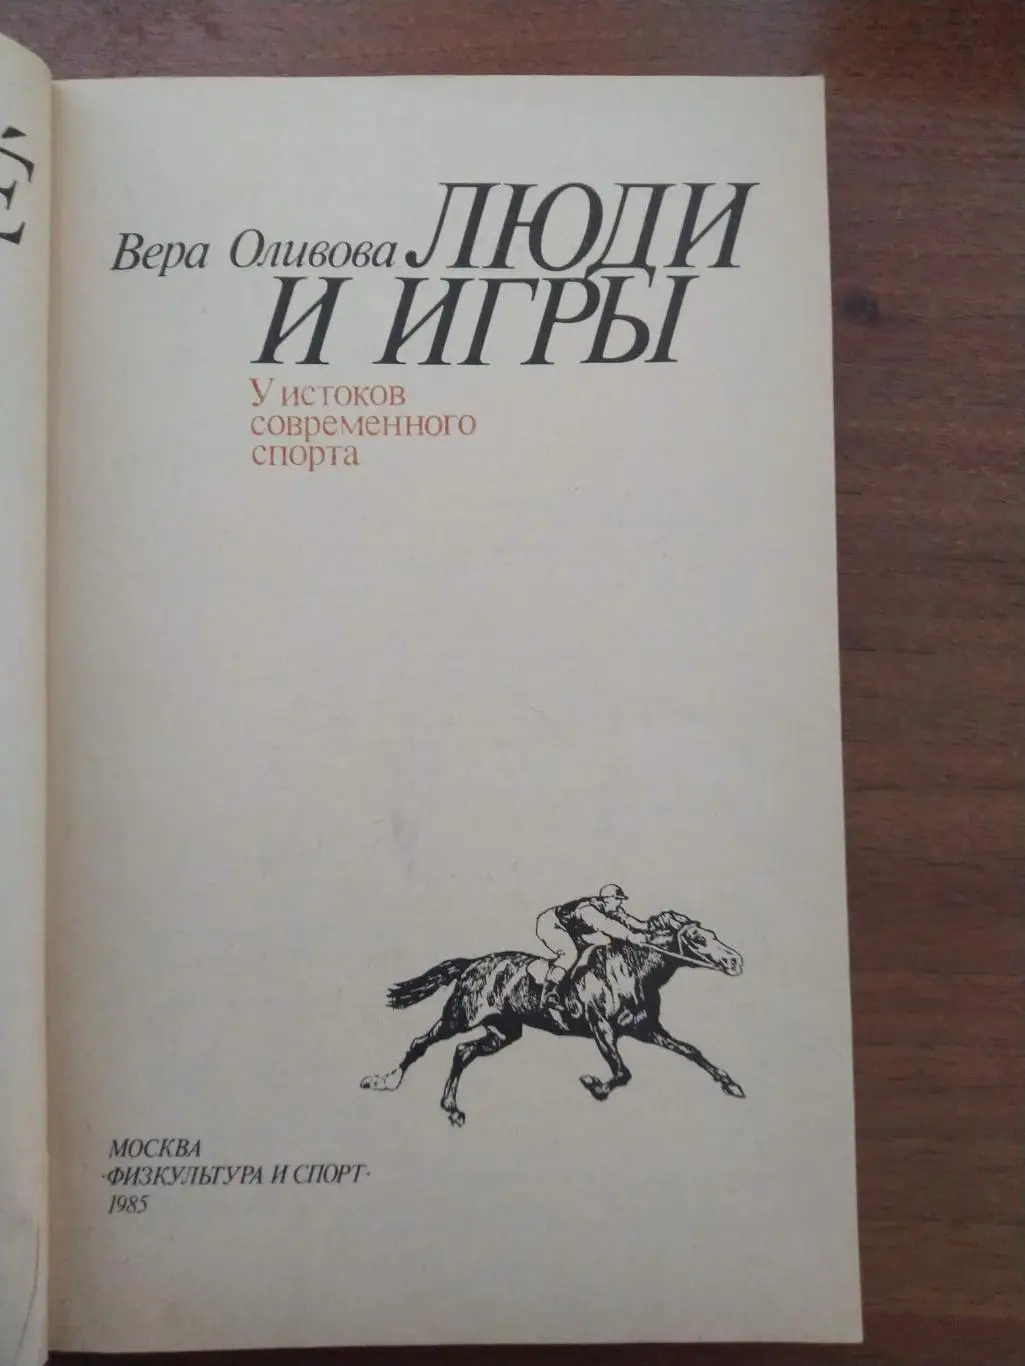 Вера Оливова ЛЮДИ
И ИГРЫ
У истоков
современного
спорта
МОСКВА
·ФИЗКУЛЬТУРА И СПОРТ·
1985